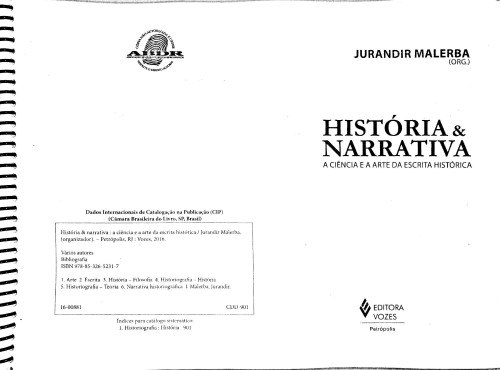 ABDR
Dados Internacionais de Catalogação na Publicação (CIP)
(Câmara Brasileira do Livro, SP, Brasil)
História & narrativa : a ciência e a arte da escrita histórica / Jurandir Malerba,
(organizador). – Petrópolis, RJ : Vozes, 2016.
Vários autores
Bibliografia
ISBN 978-85-326-5231-7
1. Arte 2. Escrita 3. História – Filosofia 4. Historiografia – História
5. Historiografia – Teoria 6. Narrativa historiográfica I. Malerba, Jurandir.
16-00881 CDD-901
Índices para catálogo sistemático:
1. Historiografia : História 901
JURANDIR MALERBA
(ORG.)
HISTÓRIA &
NARRATIVA
A CIÊNCIA E A ARTE DA ESCRITA HISTÓRICA
EDITORA
VOZES
Petrópolis